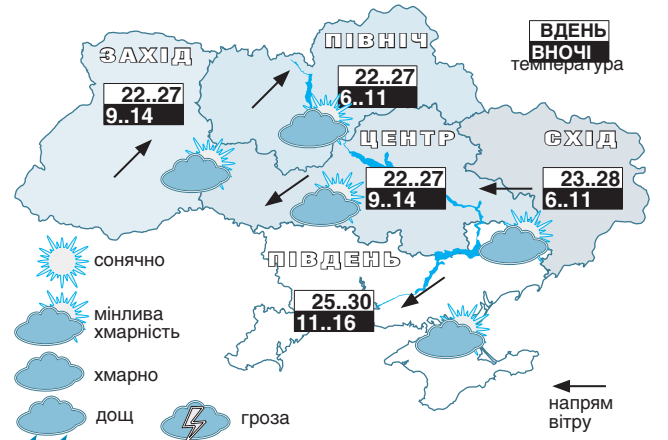 ПІВНІЧ
ВДЕНЬ
ВНОЧІ
температура
ЗАХІД
22..27
6..11
22..27
9..14
ЦЕНТР
СХІД
22..27
9..14
23..28
6..11
ПІВДЕНЬ
сонячно
25..30
11..16
мінлива
хмарність
хмарно
дощ
гроза
напрям
вітру